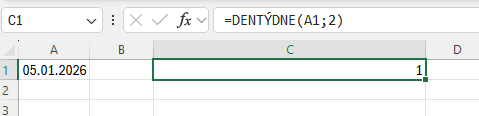 C1 fx =DENTÝDNE(A1;2)
A B C D
1 05.01.2026 1
2
3